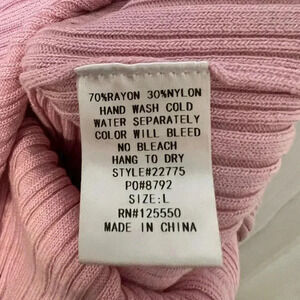 70%RAYON 30%NYLON
HAND WASH COLD
WATER SEPARATELY
COLOR WILL BLEED
NO BLEACH
HANG TO DRY
STYLE#22775
PO#8792
SIZE:L
RN#125550
MADE IN CHINA